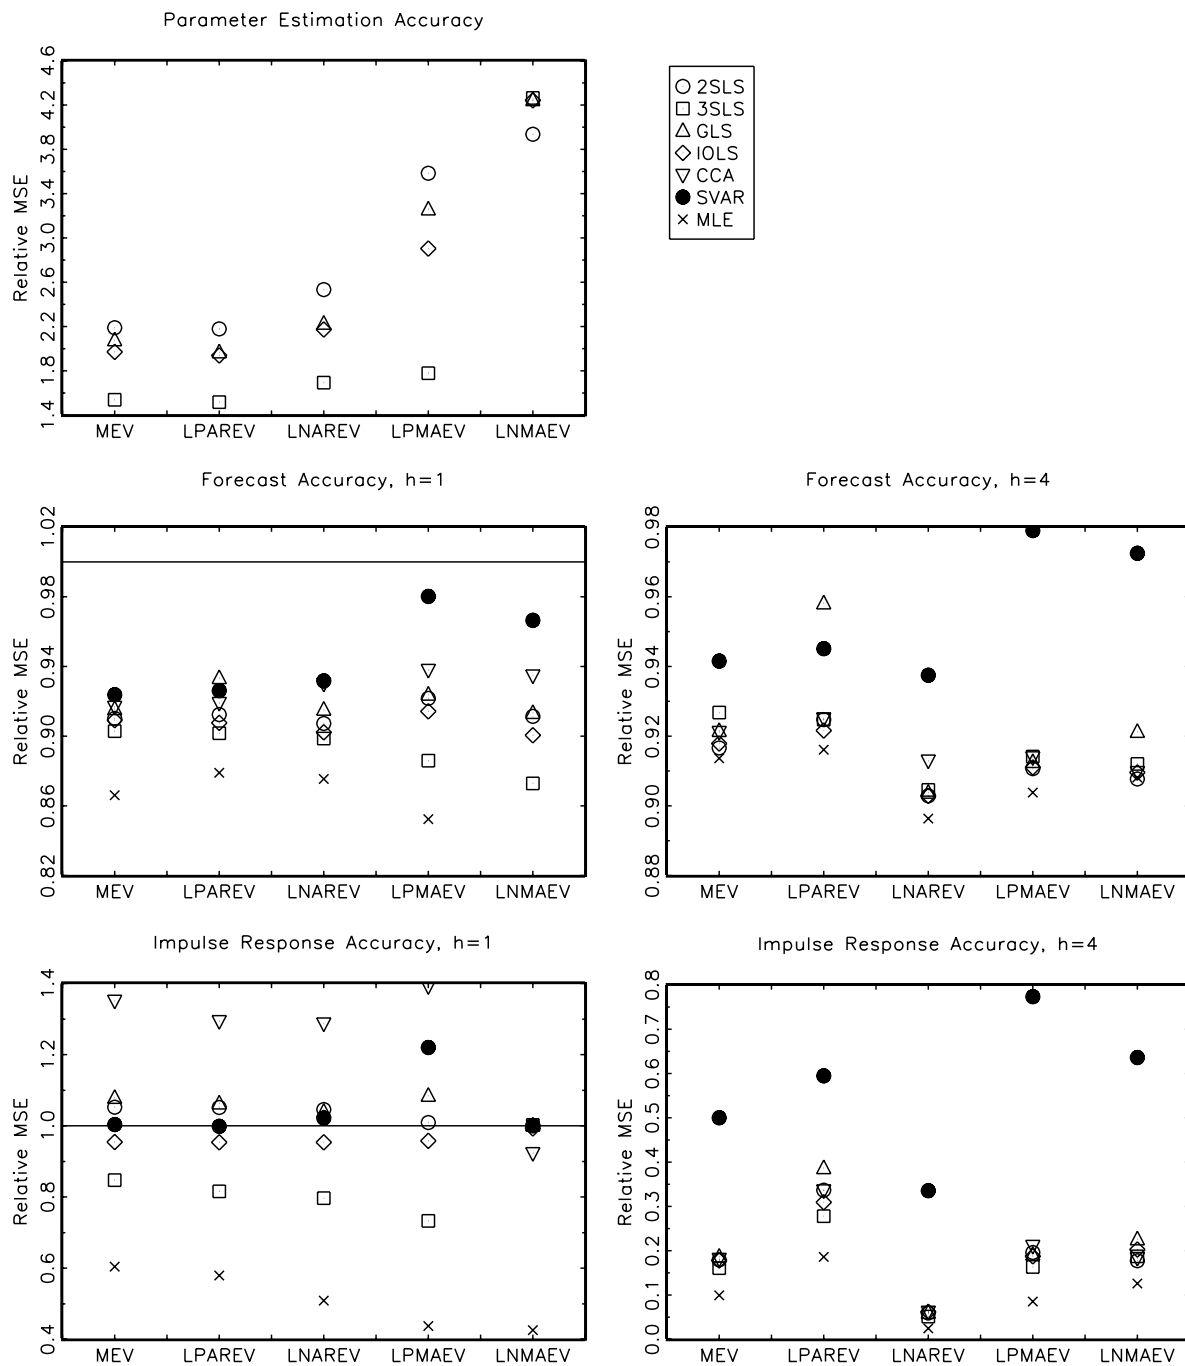 Parameter Estimation Accuracy
Relative MSE
4.6
4.2
3.8
3.4
3.0
2.6
2.2
1.8
1.4
MEV LPAREV LNAREV LPMAEV LNMAEV
2SLS
3SLS
GLS
IOLS
CCA
SVAR
MLE
Forecast Accuracy, h=1
Relative MSE
1.02
0.98
0.94
0.90
0.86
0.82
MEV LPAREV LNAREV LPMAEV LNMAEV
Forecast Accuracy, h=4
Relative MSE
0.98
0.96
0.94
0.92
0.90
0.88
MEV LPAREV LNAREV LPMAEV LNMAEV
Impulse Response Accuracy, h=1
Relative MSE
1.4
1.2
1.0
0.8
0.6
0.4
MEV LPAREV LNAREV LPMAEV LNMAEV
Impulse Response Accuracy, h=4
Relative MSE
0.8
0.7
0.6
0.5
0.4
0.3
0.2
0.1
0.0
MEV LPAREV LNAREV LPMAEV LNMAEV